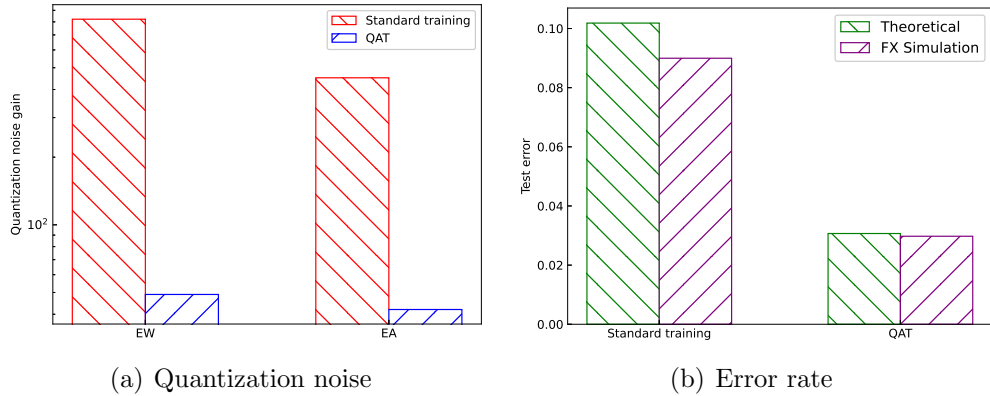 Standard training
QAT
Quantization noise gain
10²
EW
EA
(a) Quantization noise
Theoretical
FX Simulation
Test error
0.10
0.08
0.06
0.04
0.02
0.00
Standard training
QAT
(b) Error rate